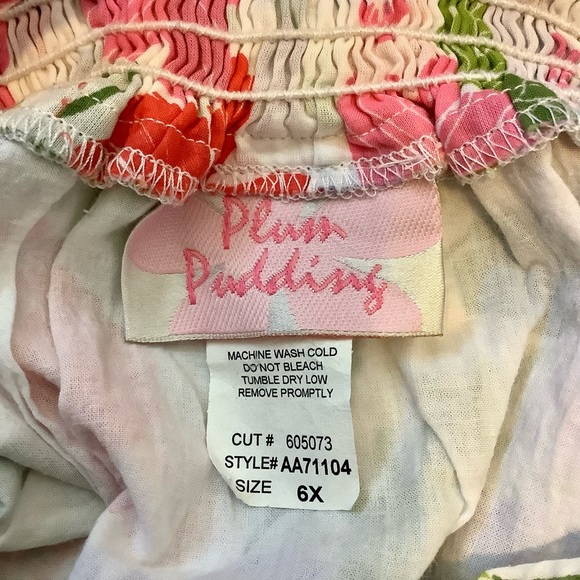 Plum
Pudding
MACHINE WASH COLD
DO NOT BLEACH
TUMBLE DRY LOW
REMOVE PROMPTLY
CUT # 605073
STYLE# AA71104
SIZE 6X